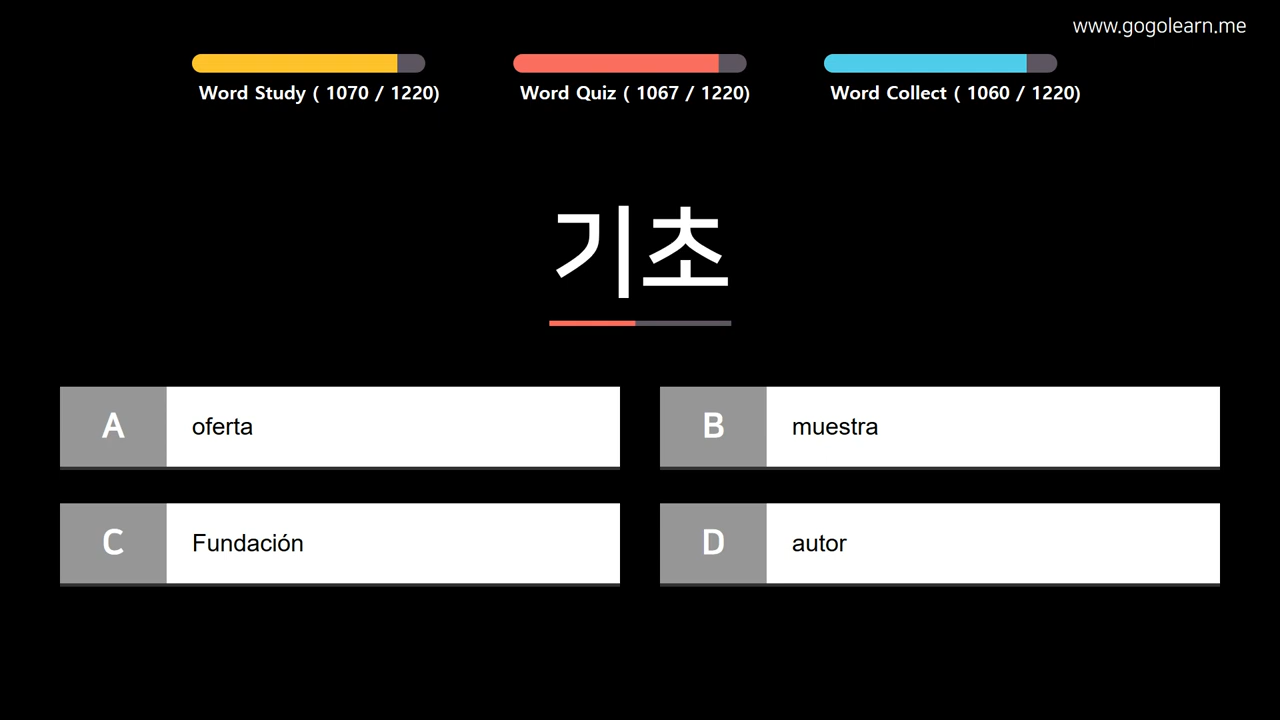 www.gogolearn.me
Word Study ( 1070 / 1220)
Word Quiz ( 1067 / 1220)
Word Collect ( 1060 / 1220)
기초
A oferta
B muestra
C Fundación
D autor